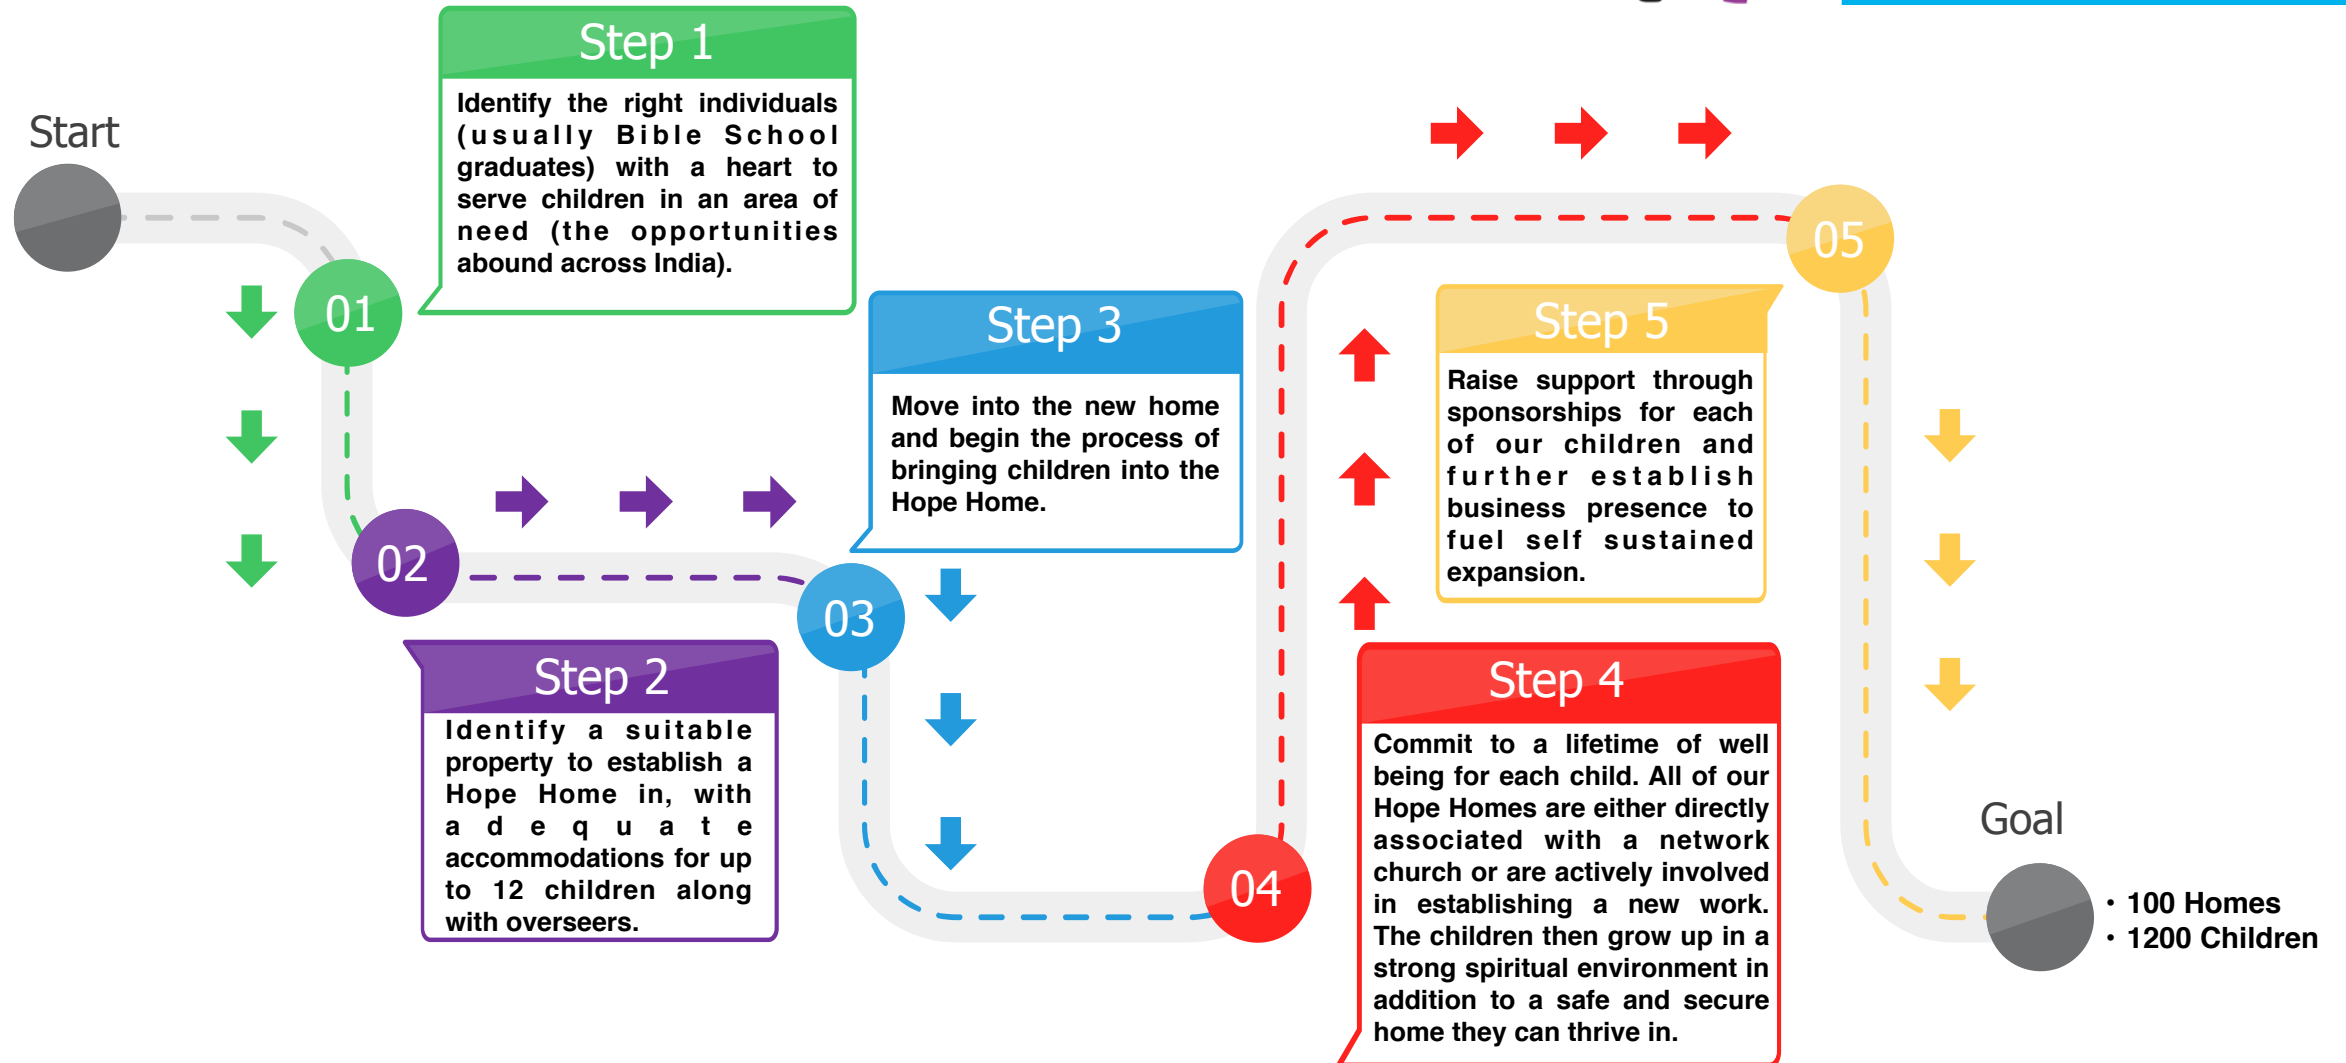 Start
01
Step 1
Identify the right individuals
(usually Bible School
graduates) with a heart to
serve children in an area of
need (the opportunities
abound across India).
02
Step 2
Identify a suitable
property to establish a
Hope Home in, with
adequate
accommodations for up
to 12 children along
with overseers.
03
Step 3
Move into the new home
and begin the process of
bringing children into the
Hope Home.
04
Step 4
Commit to a lifetime of well
being for each child. All of our
Hope Homes are either directly
associated with a network
church or are actively involved
in establishing a new work.
The children then grow up in a
strong spiritual environment in
addition to a safe and secure
home they can thrive in.
05
Step 5
Raise support through
sponsorships for each
of our children and
further establish
business presence to
fuel self sustained
expansion.
Goal
• 100 Homes
• 1200 Children